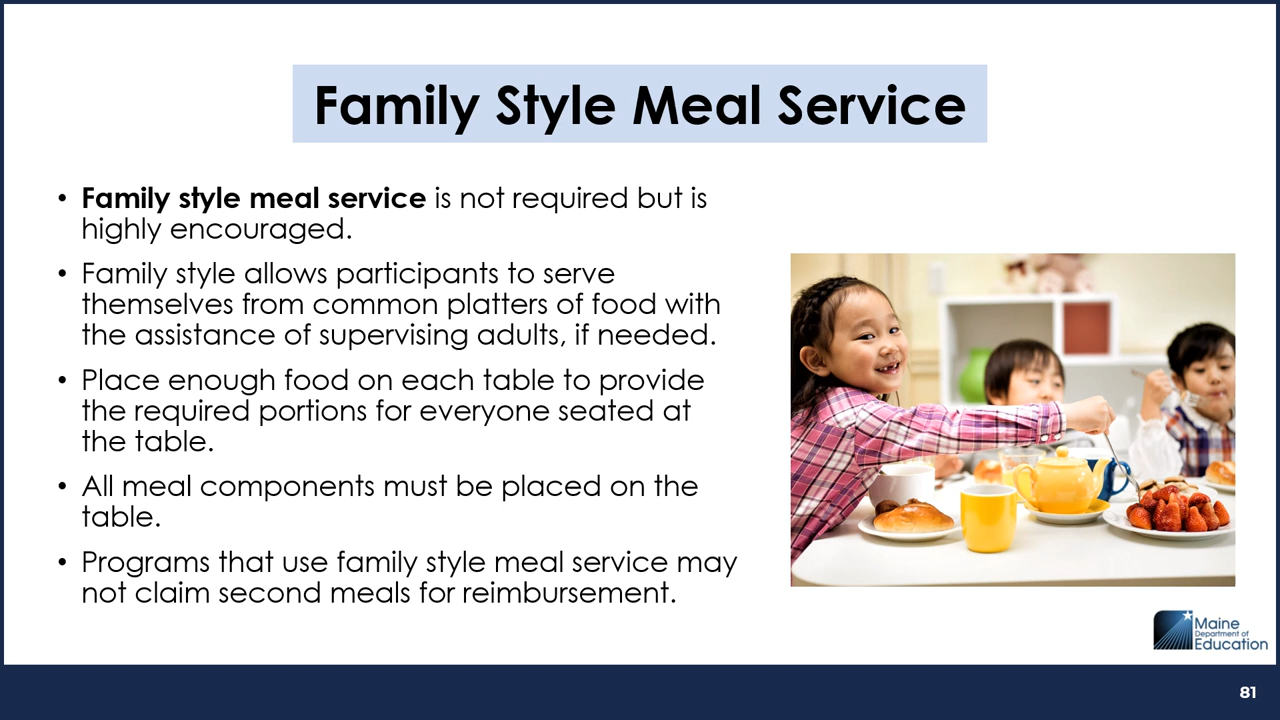 Family Style Meal Service
• Family style meal service is not required but is
highly encouraged.
• Family style allows participants to serve
themselves from common platters of food with
the assistance of supervising adults, if needed.
• Place enough food on each table to provide
the required portions for everyone seated at
the table.
• All meal components must be placed on the
table.
• Programs that use family style meal service may
not claim second meals for reimbursement.
Maine
Department of
Education
81